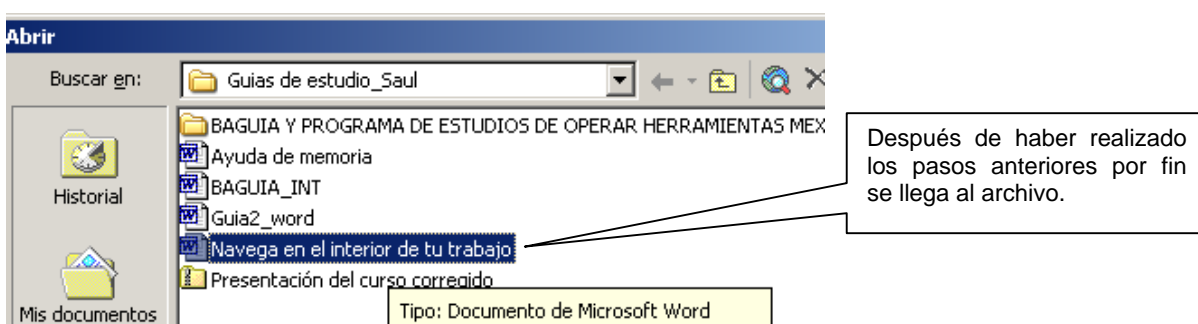 Abrir
Buscar en:
Guias de estudio_Saul
BAGUIA Y PROGRAMA DE ESTUDIOS DE OPERAR HERRAMIENTAS MEX
Ayuda de memoria
BAGUIA_INT
Guia2_word
Navega en el interior de tu trabajo
Presentación del curso corregido
Tipo: Documento de Microsoft Word
Historial
Mis documentos
Después de haber realizado
los pasos anteriores por fin
se llega al archivo.